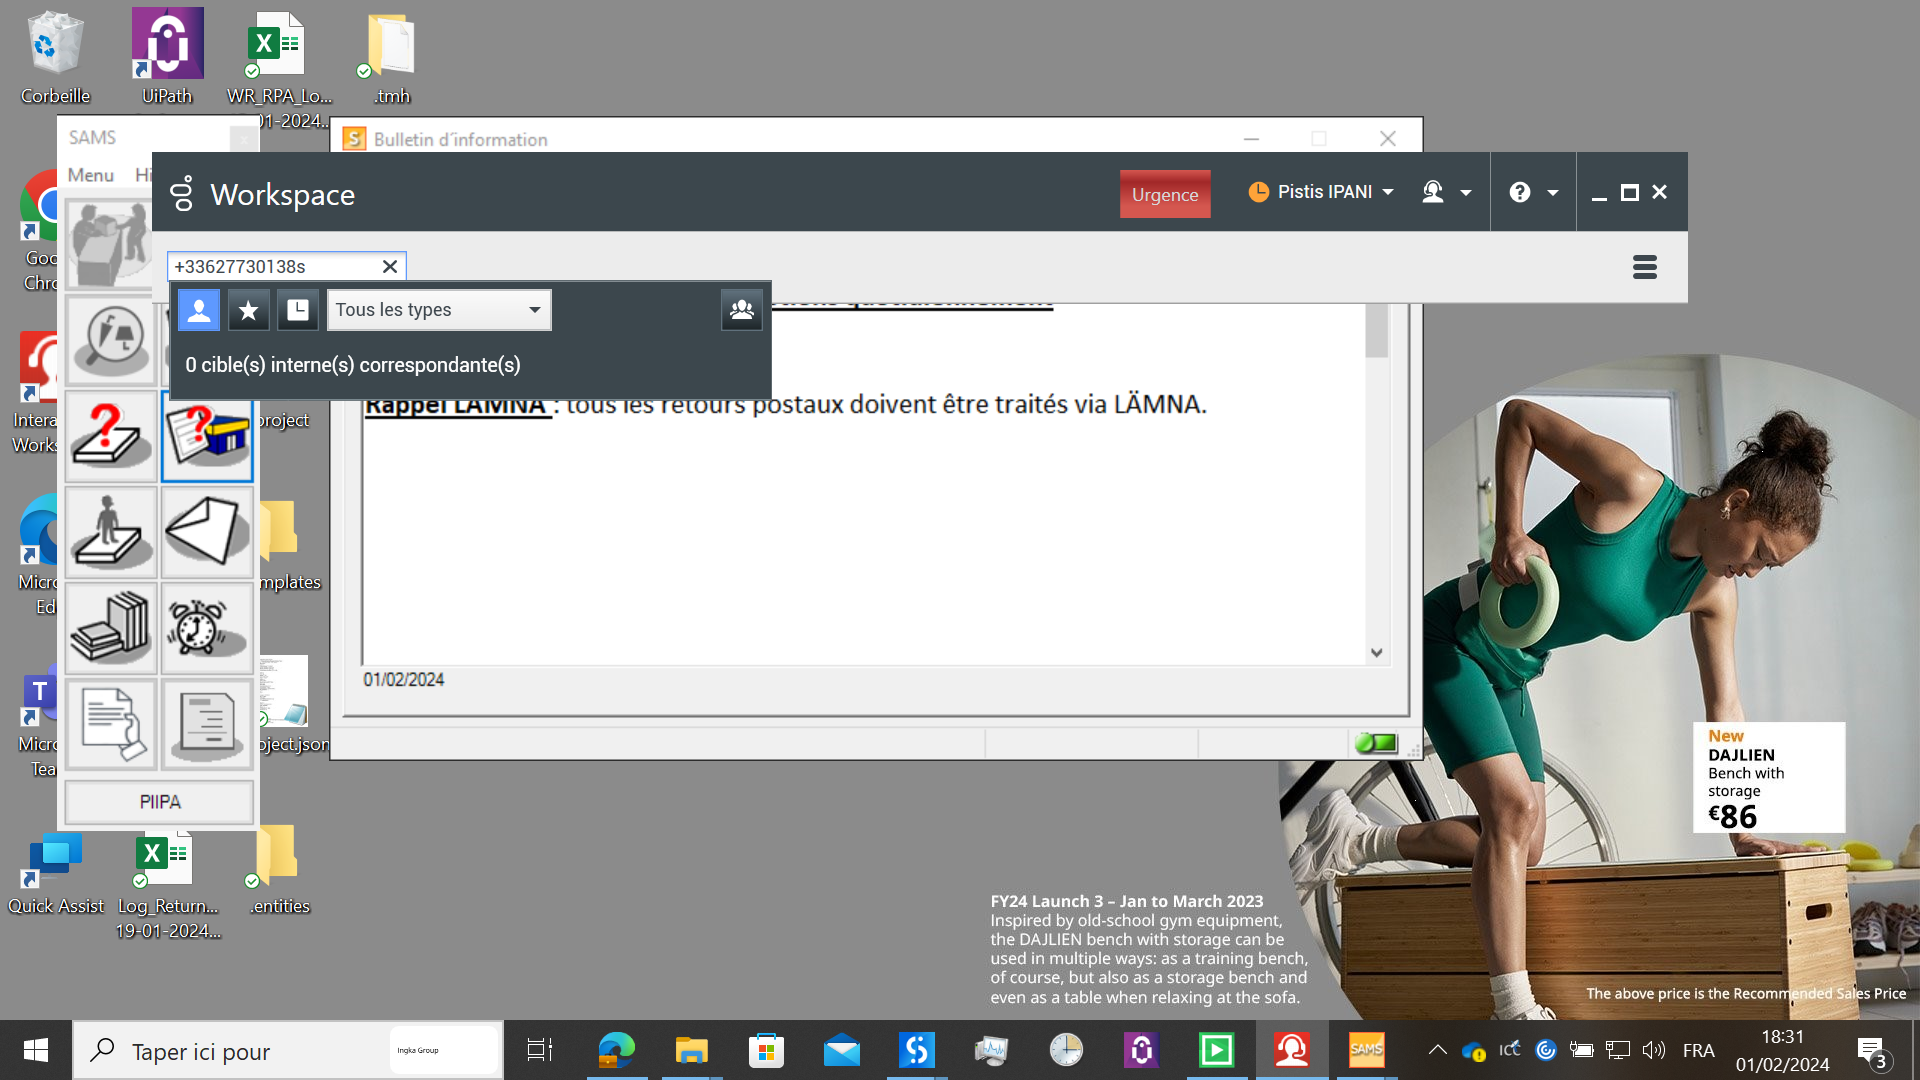 Corbeille
UiPath
WR_RPA_Lo...
01-2024...
.tmh
SAMS
Menu
Hi
Bulletin d´information
Workspace
Urgence
Pistis IPANI
+33627730138s
Tous les types
0 cible(s) interne(s) correspondante(s)
Rappel LÄMNA : tous les retours postaux doivent être traités via LÄMNA.
01/02/2024
Goo
Chro
Intera
Works
project
Micro
Ed
mplates
Micro
Tea
oject.json
PIIPA
Quick Assist
Log_Return...
19-01-2024...
.entities
New
DAJLIEN
Bench with
storage
€86
FY24 Launch 3 – Jan to March 2023
Inspired by old-school gym equipment,
the DAJLIEN bench with storage can be
used in multiple ways: as a training bench,
of course, but also as a storage bench and
even as a table when relaxing at the sofa.
The above price is the Recommended Sales Price
Taper ici pour
Ingka Group
SAMS
FRA
18:31
01/02/2024
3